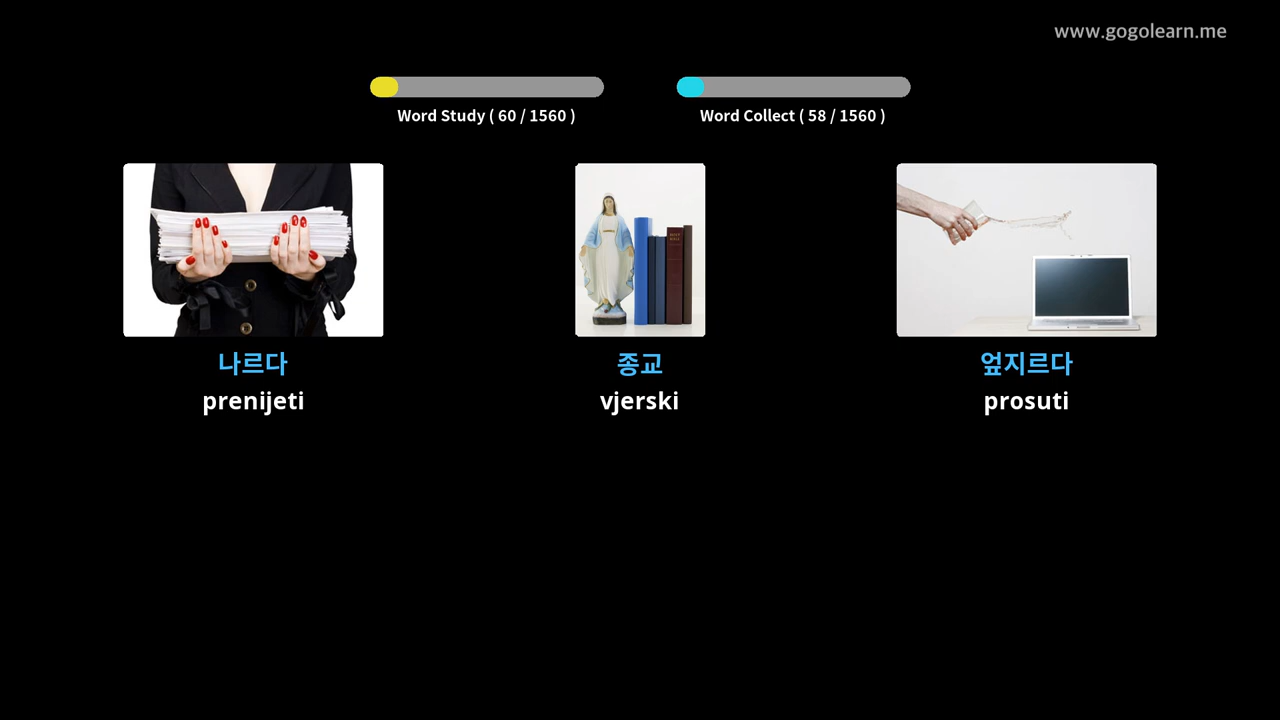 www.gogolearn.me
Word Study ( 60 / 1560 )
Word Collect ( 58 / 1560 )
나르다
prenijeti
종교
vjerski
엎지르다
prosuti